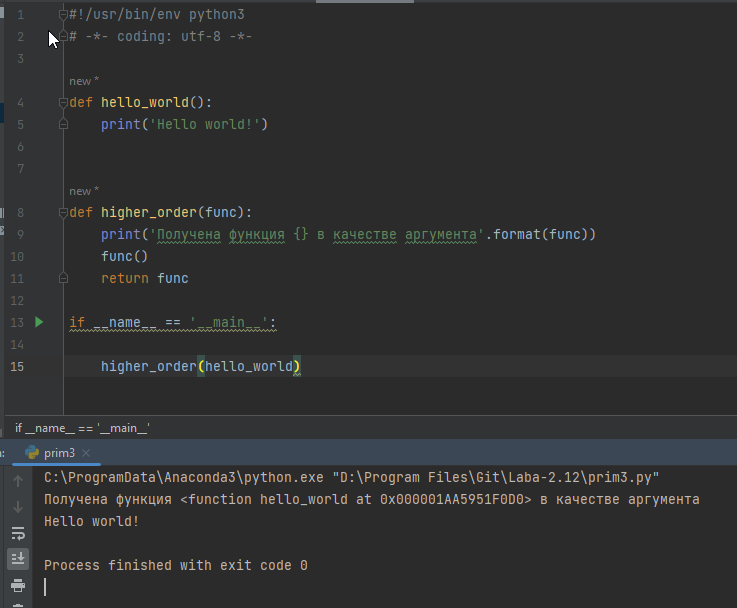 1 #!/usr/bin/env python3
2 # -*- coding: utf-8 -*-
3
new *
4 def hello_world():
5 print('Hello world!')
6
7
new *
8 def higher_order(func):
9 print('Получена функция {} в качестве аргумента'.format(func))
10 func()
11 return func
12
13 if __name__ == '__main__':
14
15 higher_order(hello_world)
if __name__ == '__main__'
prim3
C:\ProgramData\Anaconda3\python.exe "D:\Program Files\Git\Laba-2.12\prim3.py"
Получена функция <function hello_world at 0x000001AA5951F0D0> в качестве аргумента
Hello world!
Process finished with exit code 0